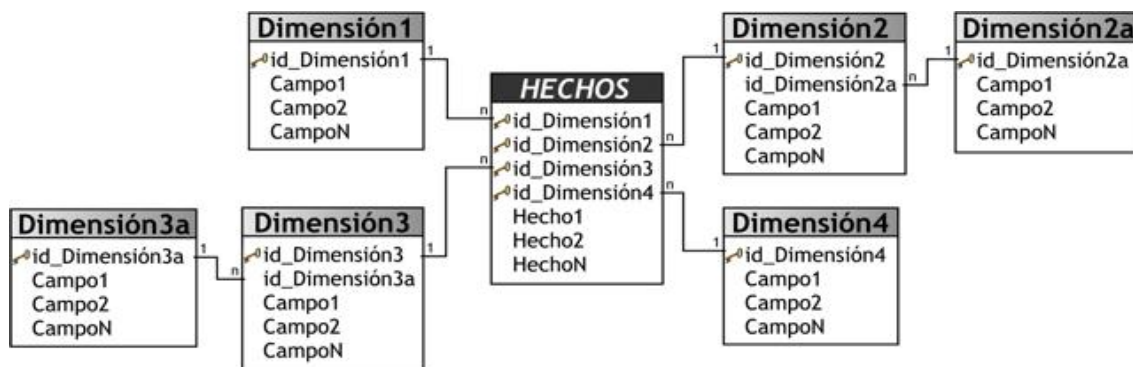 Dimensión1
id_Dimensión1
Campo1
Campo2
CampoN
HECHOS
id_Dimensión1
id_Dimensión2
id_Dimensión3
id_Dimensión4
Hecho1
Hecho2
HechoN
Dimensión2
id_Dimensión2
id_Dimensión2a
Campo1
Campo2
CampoN
Dimensión2a
id_Dimensión2a
Campo1
Campo2
CampoN
Dimensión3a
id_Dimensión3a
Campo1
Campo2
CampoN
Dimensión3
id_Dimensión3
id_Dimensión3a
Campo1
Campo2
CampoN
Dimensión4
id_Dimensión4
Campo1
Campo2
CampoN
1
n
1
n
1
n
1
n
1
n
1
n